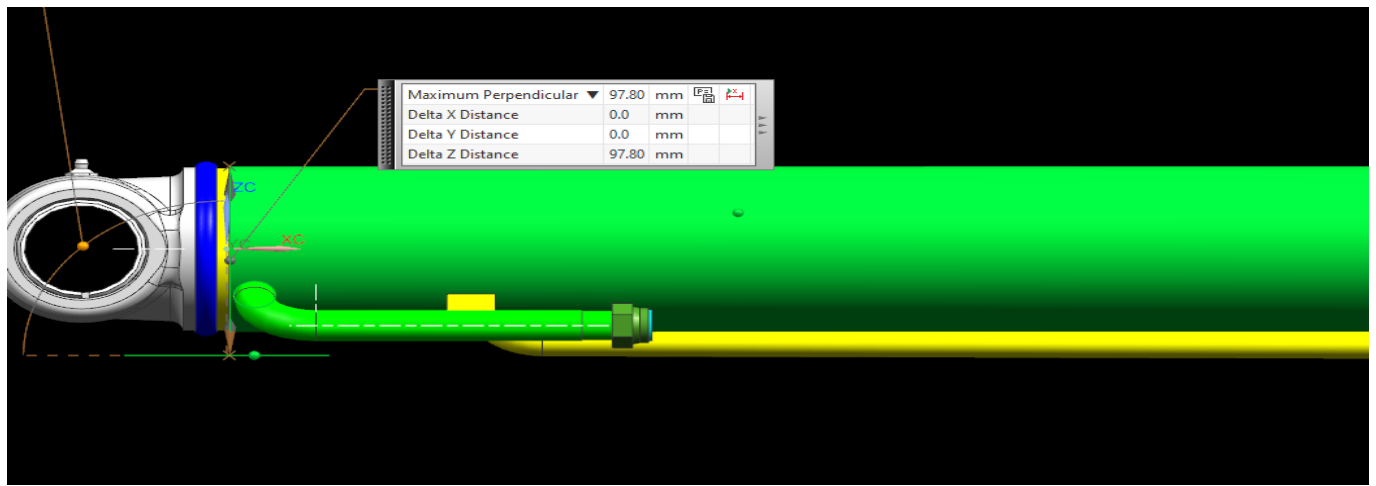 Maximum Perpendicular 97.80 mm
Delta X Distance 0.0 mm
Delta Y Distance 0.0 mm
Delta Z Distance 97.80 mm
ZC
XC